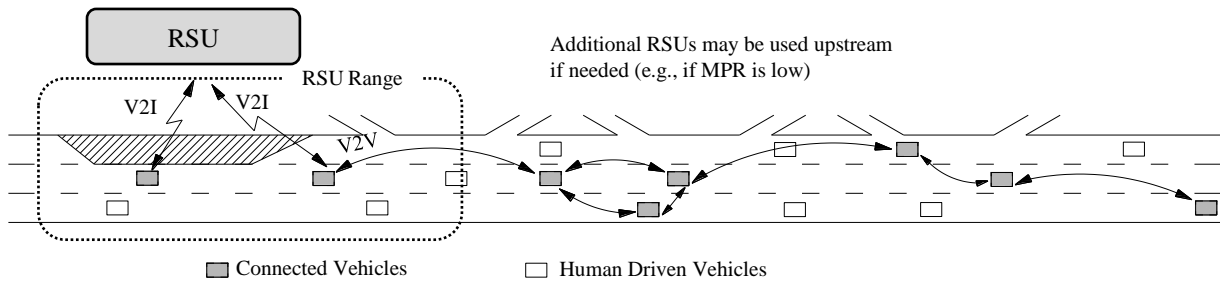 RSU
Additional RSUs may be used upstream
if needed (e.g., if MPR is low)
RSU Range
V2I
V2I
V2V
Connected Vehicles
Human Driven Vehicles